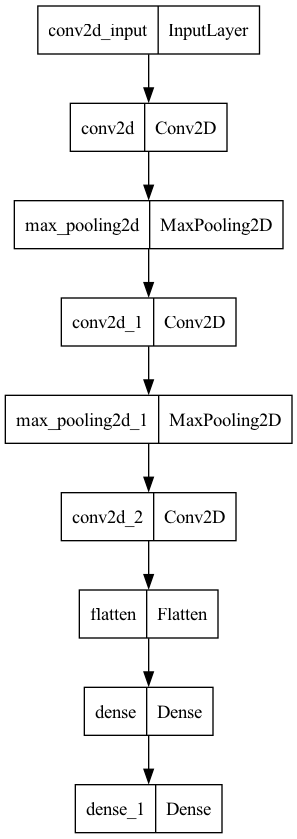 conv2d_input InputLayer
conv2d Conv2D
max_pooling2d MaxPooling2D
conv2d_1 Conv2D
max_pooling2d_1 MaxPooling2D
conv2d_2 Conv2D
flatten Flatten
dense Dense
dense_1 Dense